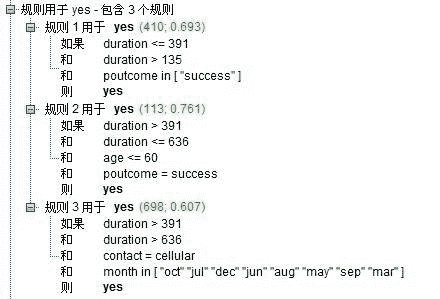 规则用于 yes - 包含 3 个规则
规则 1 用于 yes (410; 0.693)
如果 duration <= 391
和 duration > 135
和 poutcome in [ "success" ]
则 yes
规则 2 用于 yes (113; 0.761)
如果 duration > 391
和 duration <= 636
和 age <= 60
和 poutcome = success
则 yes
规则 3 用于 yes (698; 0.607)
如果 duration > 391
和 duration > 636
和 contact = cellular
和 month in [ "oct" "jul" "dec" "jun" "aug" "may" "sep" "mar" ]
则 yes